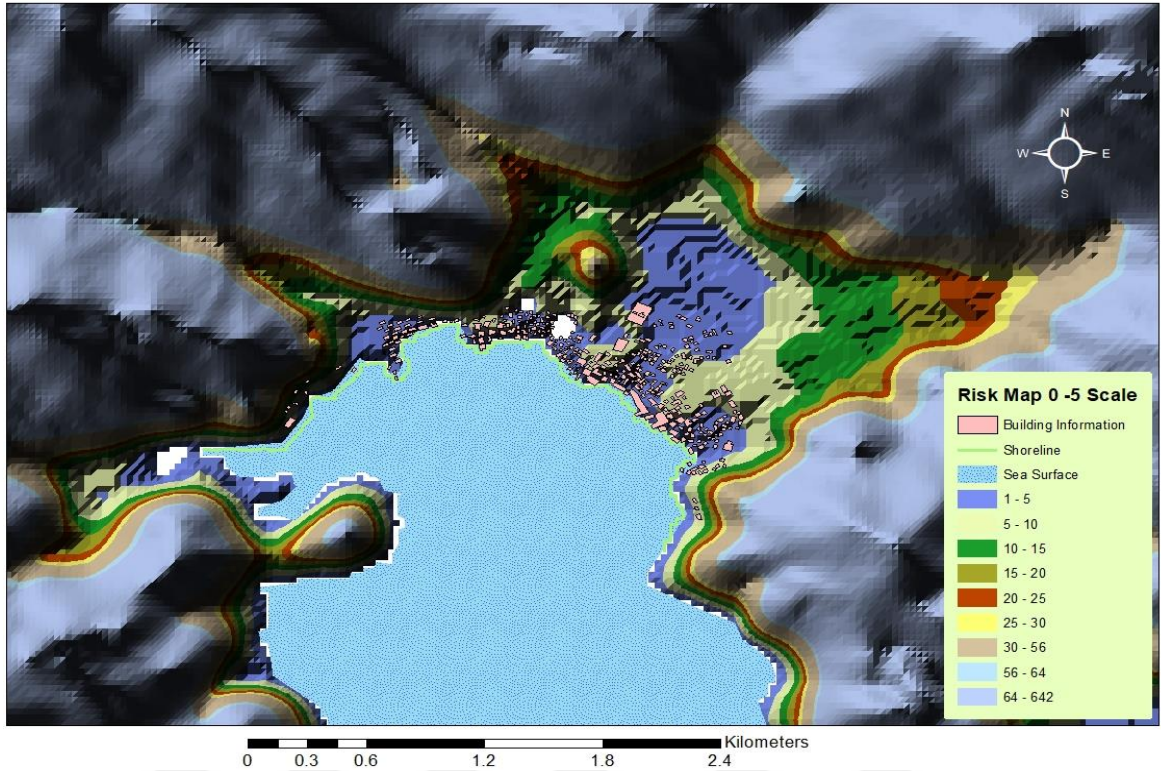 N
W E
S
Risk Map 0 -5 Scale
Building Information
Shoreline
Sea Surface
1 - 5
5 - 10
10 - 15
15 - 20
20 - 25
25 - 30
30 - 56
56 - 64
64 - 642
Kilometers
0 0.3 0.6 1.2 1.8 2.4